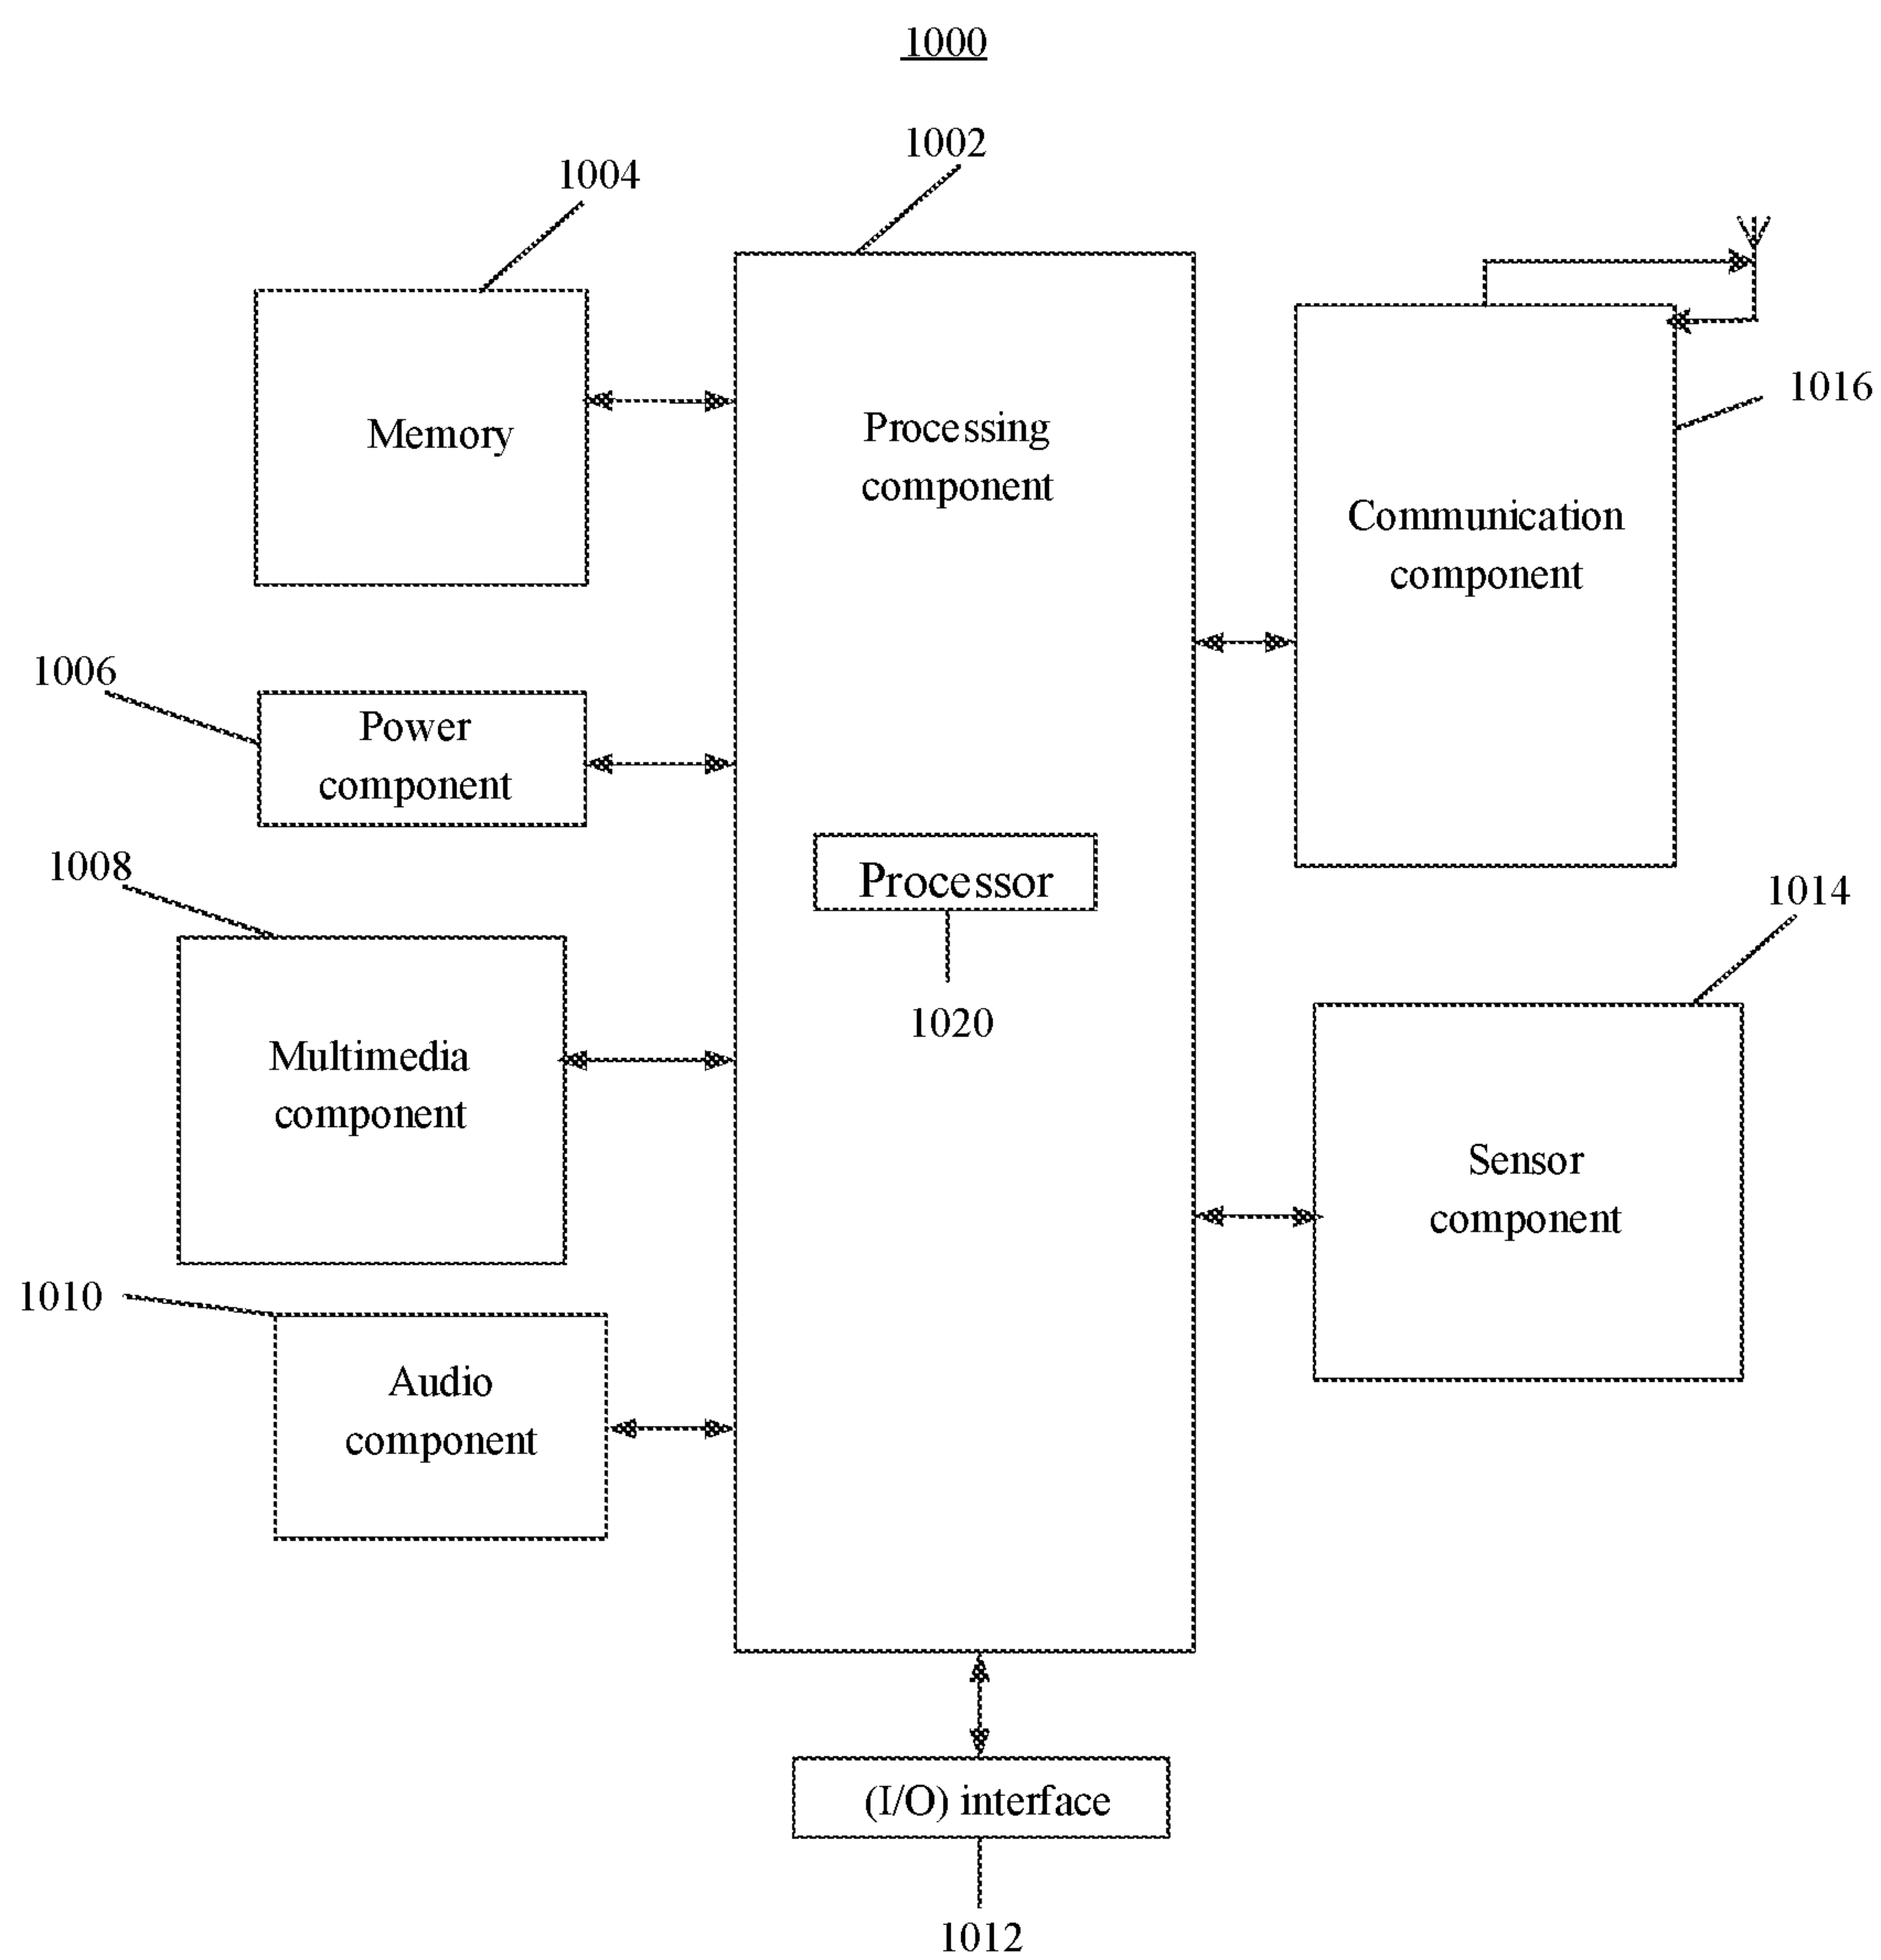 1000
1002
1004
Memory
Processing
component
1016
Communication
component
1006
Power
component
1008
Processor
1014
1020
Multimedia
component
Sensor
component
1010
Audio
component
(I/O) interface
1012